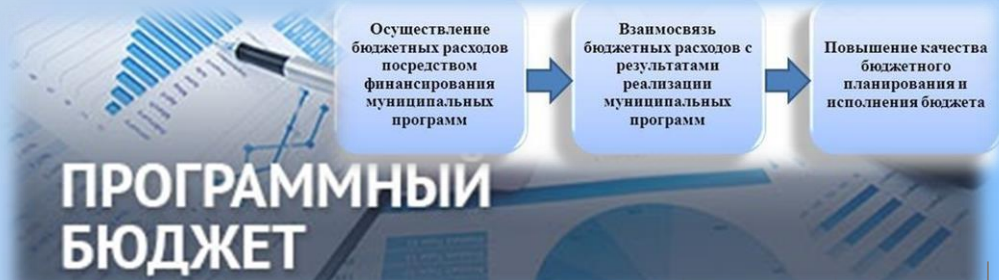 Осуществление
бюджетных расходов
посредством
финансирования
муниципальных
программ
Взаимосвязь
бюджетных расходов с
результатами
реализации
муниципальных
программ
Повышение качества
бюджетного
планирования и
исполнения бюджета
ПРОГРАММНЫЙ
БЮДЖЕТ